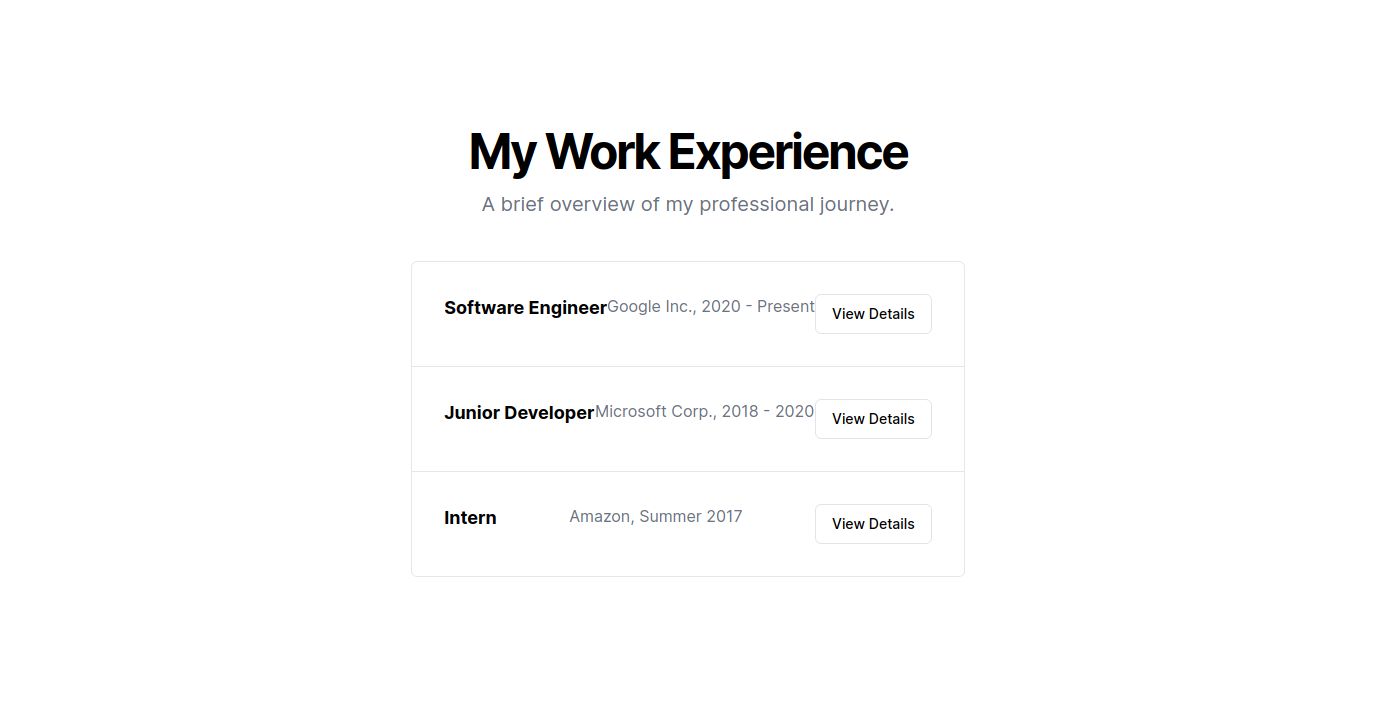 My Work Experience
A brief overview of my professional journey.
Software Engineer Google Inc., 2020 - Present View Details
Junior Developer Microsoft Corp., 2018 - 2020 View Details
Intern Amazon, Summer 2017 View Details